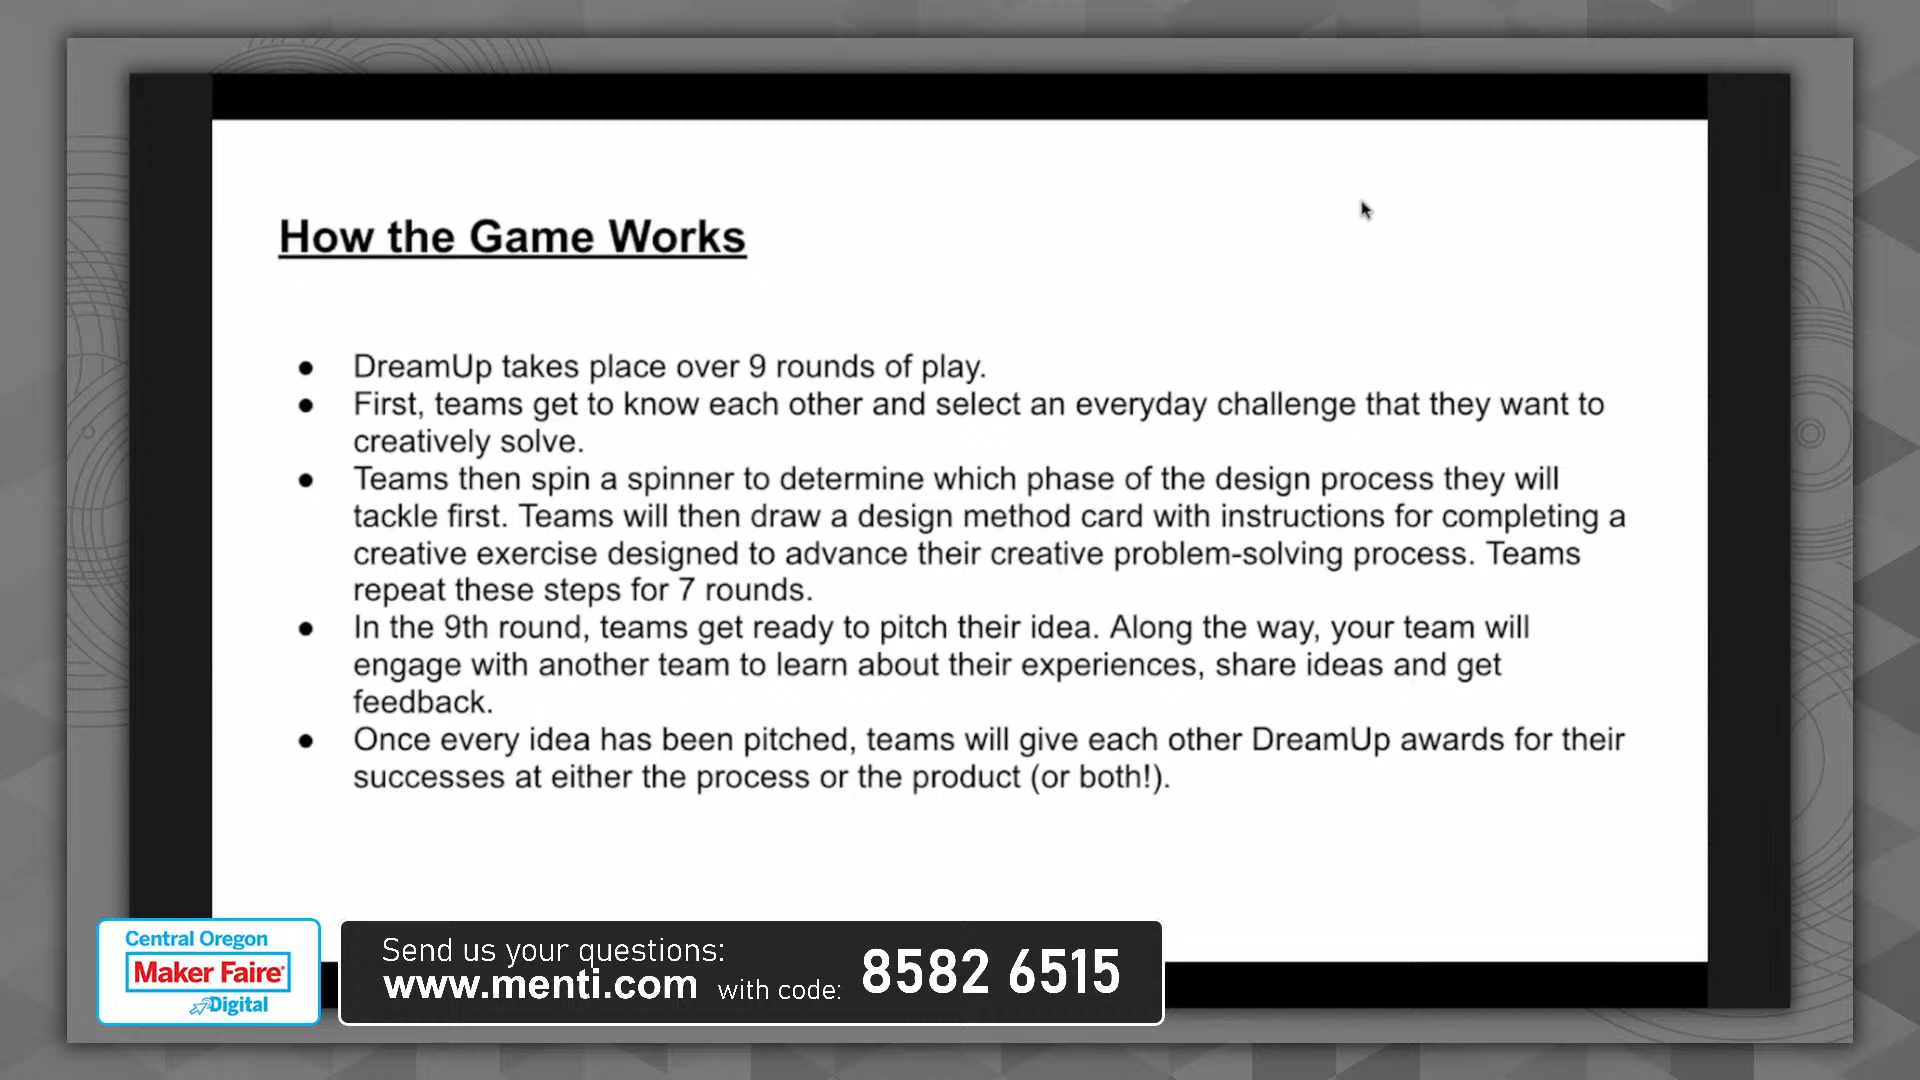 How the Game Works
● DreamUp takes place over 9 rounds of play.
● First, teams get to know each other and select an everyday challenge that they want to
creatively solve.
● Teams then spin a spinner to determine which phase of the design process they will
tackle first. Teams will then draw a design method card with instructions for completing a
creative exercise designed to advance their creative problem-solving process. Teams
repeat these steps for 7 rounds.
● In the 9th round, teams get ready to pitch their idea. Along the way, your team will
engage with another team to learn about their experiences, share ideas and get
feedback.
● Once every idea has been pitched, teams will give each other DreamUp awards for their
successes at either the process or the product (or both!).
Central Oregon
Maker Faire®
Digital
Send us your questions:
www.menti.com with code: 8582 6515